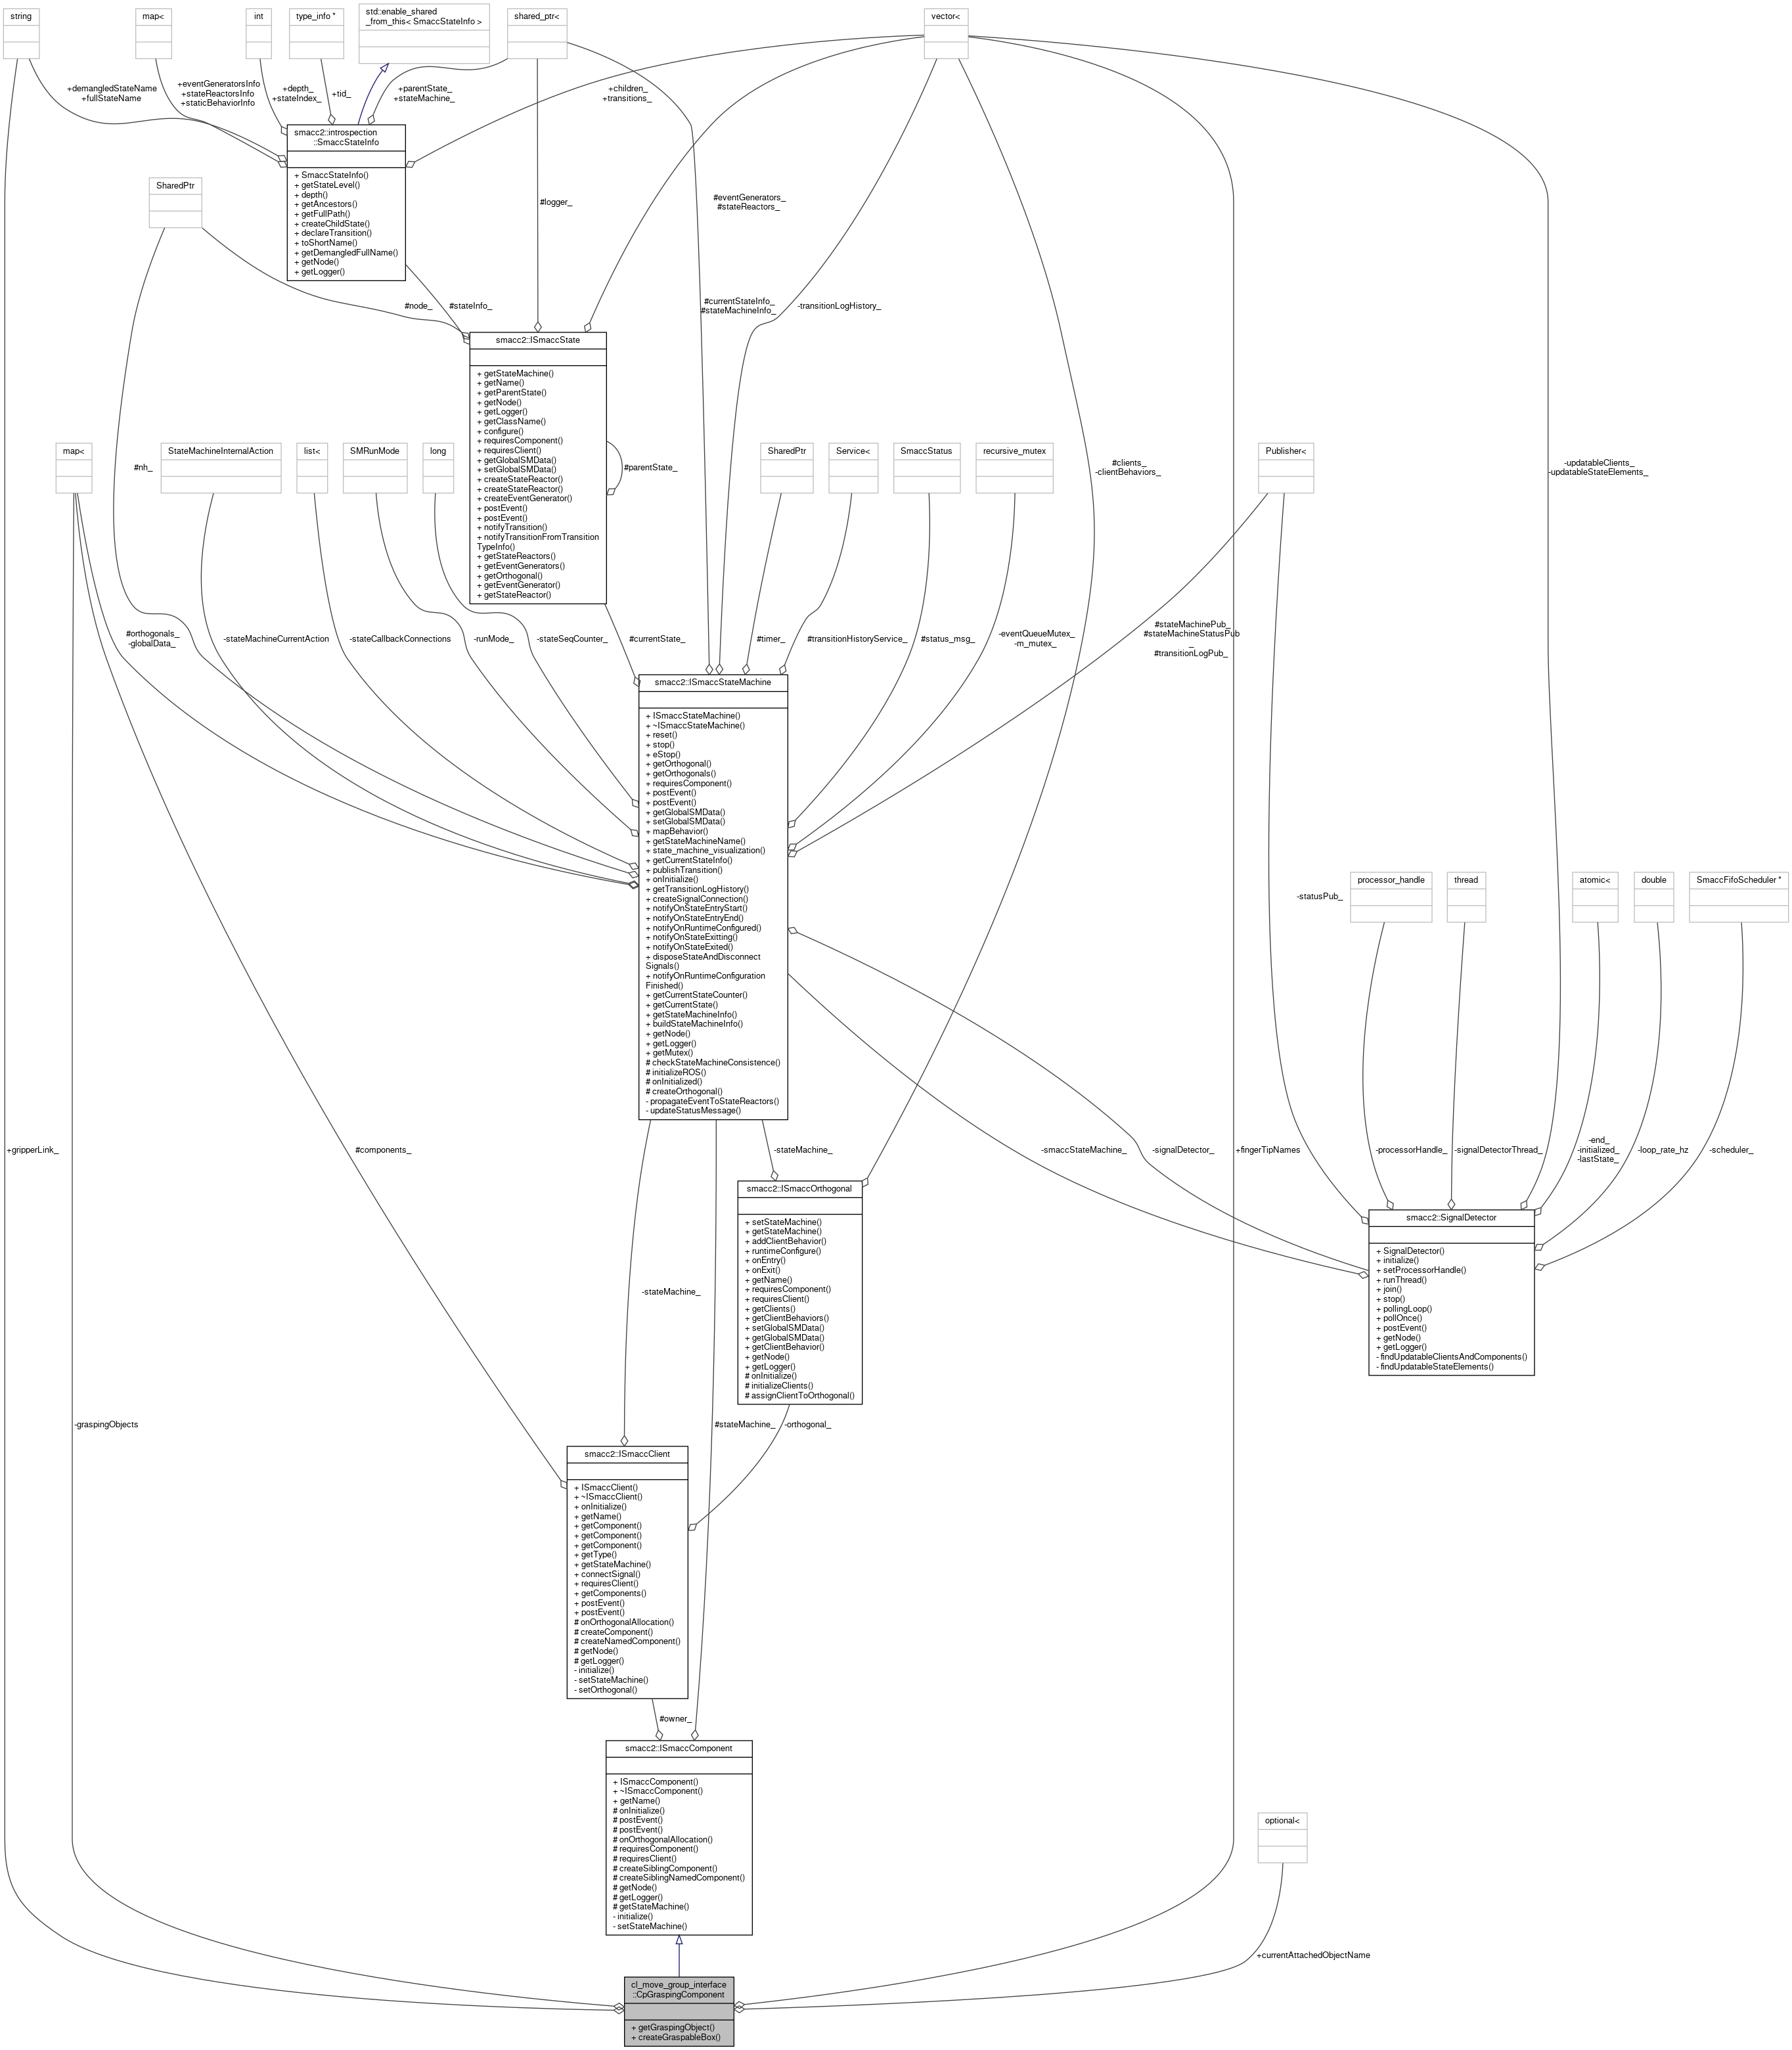 string
map<
int
type_info *
std::enable_shared
_from_this< SmaccStateInfo >
shared_ptr<
vector<
+demangledStateName
+fullStateName
+eventGeneratorsInfo
+stateReactorsInfo
+staticBehaviorInfo
+depth_
+stateIndex_
+tid_
+parentState_
+stateMachine_
+children_
+transitions_
smacc2::introspection
::SmaccStateInfo
+ SmaccStateInfo()
+ getStateLevel()
+ depth()
+ getAncestors()
+ getFullPath()
+ createChildState()
+ declareTransition()
+ toShortName()
+ getDemangledFullName()
+ getNode()
+ getLogger()
SharedPtr
#logger_
#eventGenerators_
#stateReactors_
#node_
#stateInfo_
#currentStateInfo_
#stateMachineInfo_
-transitionLogHistory_
smacc2::ISmaccState
+ getStateMachine()
+ getName()
+ getParentState()
+ getNode()
+ getLogger()
+ getClassName()
+ configure()
+ requiresComponent()
+ requiresClient()
+ getGlobalSMData()
+ setGlobalSMData()
+ createStateReactor()
+ createStateReactor()
+ createEventGenerator()
+ postEvent()
+ postEvent()
+ notifyTransition()
+ notifyTransitionFromTransition
TypeInfo()
+ getStateReactors()
+ getEventGenerators()
+ getOrthogonal()
+ getEventGenerator()
+ getStateReactor()
#parentState_
map<
#nh_
StateMachineInternalAction
list<
SMRunMode
long
SharedPtr
Service<
SmaccStatus
recursive_mutex
#clients_
-clientBehaviors_
Publisher<
-updatableClients_
-updatableStateElements_
#orthogonals_
-globalData_
-stateMachineCurrentAction
-stateCallbackConnections
-runMode_
-stateSeqCounter_
#currentState_
#timer_
#transitionHistoryService_
#status_msg_
-eventQueueMutex_
-m_mutex_
#stateMachinePub_
#stateMachineStatusPub
_
#transitionLogPub_
smacc2::ISmaccStateMachine
+ ISmaccStateMachine()
+ ~ISmaccStateMachine()
+ reset()
+ stop()
+ eStop()
+ getOrthogonal()
+ getOrthogonals()
+ requiresComponent()
+ postEvent()
+ postEvent()
+ getGlobalSMData()
+ setGlobalSMData()
+ mapBehavior()
+ getStateMachineName()
+ state_machine_visualization()
+ getCurrentStateInfo()
+ publishTransition()
+ onInitialize()
+ getTransitionLogHistory()
+ createSignalConnection()
+ notifyOnStateEntryStart()
+ notifyOnStateEntryEnd()
+ notifyOnRuntimeConfigured()
+ notifyOnStateExitting()
+ notifyOnStateExited()
+ disposeStateAndDisconnect
Signals()
+ notifyOnRuntimeConfiguration
Finished()
+ getCurrentStateCounter()
+ getCurrentState()
+ getStateMachineInfo()
+ buildStateMachineInfo()
+ getNode()
+ getLogger()
+ getMutex()
# checkStateMachineConsistence()
# initializeROS()
# onInitialized()
# createOrthogonal()
- propagateEventToStateReactors()
- updateStatusMessage()
-statusPub_
processor_handle
thread
atomic<
double
SmaccFifoScheduler *
+gripperLink_
#components_
-stateMachine_
-smaccStateMachine_
-signalDetector_
+fingerTipNames
-processorHandle_
-signalDetectorThread_
-end_
-initialized_
-lastState_
-loop_rate_hz
-scheduler_
smacc2::ISmaccOrthogonal
+ setStateMachine()
+ getStateMachine()
+ addClientBehavior()
+ runtimeConfigure()
+ onEntry()
+ onExit()
+ getName()
+ requiresComponent()
+ requiresClient()
+ getClients()
+ getClientBehaviors()
+ setGlobalSMData()
+ getGlobalSMData()
+ getClientBehavior()
+ getNode()
+ getLogger()
# onInitialize()
# initializeClients()
# assignClientToOrthogonal()
smacc2::SignalDetector
+ SignalDetector()
+ initialize()
+ setProcessorHandle()
+ runThread()
+ join()
+ stop()
+ pollingLoop()
+ pollOnce()
+ postEvent()
+ getNode()
+ getLogger()
- findUpdatableClientsAndComponents()
- findUpdatableStateElements()
-stateMachine_
-graspingObjects
#stateMachine_
-orthogonal_
smacc2::ISmaccClient
+ ISmaccClient()
+ ~ISmaccClient()
+ onInitialize()
+ getName()
+ getComponent()
+ getComponent()
+ getComponent()
+ getType()
+ getStateMachine()
+ connectSignal()
+ requiresClient()
+ getComponents()
+ postEvent()
+ postEvent()
# onOrthogonalAllocation()
# createComponent()
# createNamedComponent()
# getNode()
# getLogger()
- initialize()
- setStateMachine()
- setOrthogonal()
#owner_
smacc2::ISmaccComponent
+ ISmaccComponent()
+ ~ISmaccComponent()
+ getName()
# onInitialize()
# postEvent()
# postEvent()
# onOrthogonalAllocation()
# requiresComponent()
# requiresClient()
# createSiblingComponent()
# createSiblingNamedComponent()
# getNode()
# getLogger()
# getStateMachine()
- initialize()
- setStateMachine()
optional<
+currentAttachedObjectName
cl_move_group_interface
::CpGraspingComponent
+ getGraspingObject()
+ createGraspableBox()